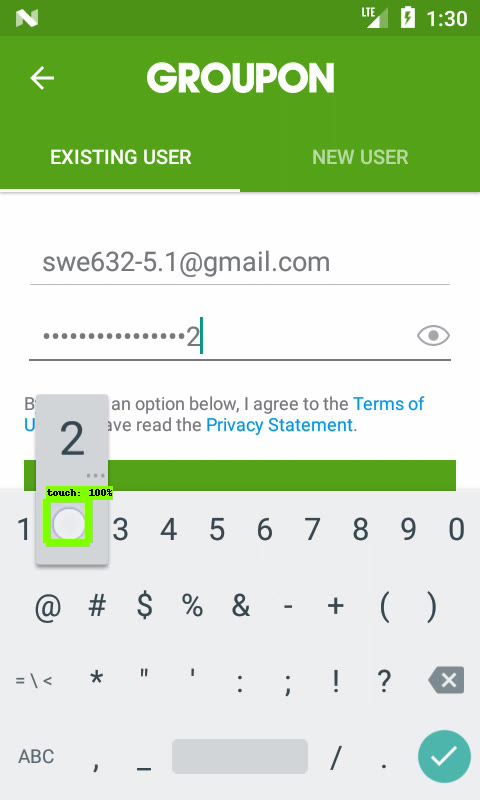 LTE 1:30
GROUPON
EXISTING USER NEW USER
swe632-5.1@gmail.com
••••••••••••••••2
B an option below, I agree to the Terms of
U ave read the Privacy Statement.
2
...
touch: 100%
1 3 4 5 6 7 8 9 0
@ # $ % & - + ( )
= \ < * " ' : ; ! ?
ABC , _ / .